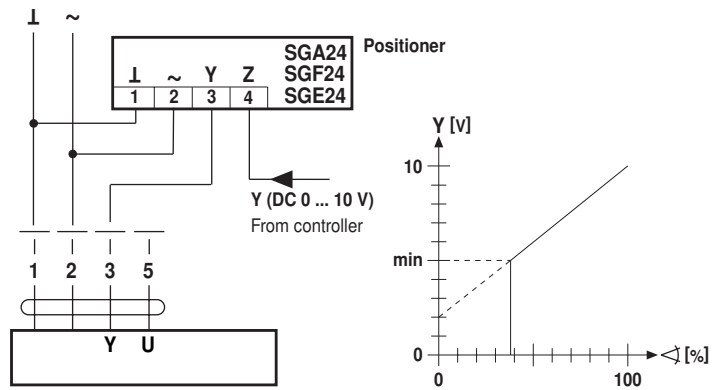 ⊥ ~
Positioner
SGA24
SGF24
SGE24
⊥ ~ Y Z
1 2 3 4
Y (DC 0 ... 10 V)
From controller
1 2 3 5
Y U
Y [V]
10
min
0
0 100
[%]